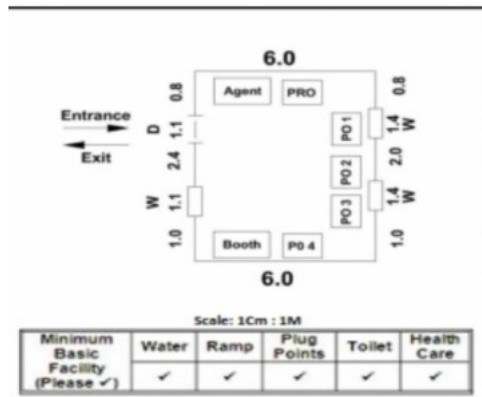 6.0
Agent PRO
0.8
0.8
Entrance
Exit
D
1.1
PO 1
1.4
W
2.4
PO 2
2.0
W
1.1
PO 3
1.4
W
1.0
Booth P0 4
1.0
6.0
Scale: 1Cm : 1M
Minimum Basic Facility (Please ✓) Water Ramp Plug Points Toilet Health Care
✓ ✓ ✓ ✓ ✓